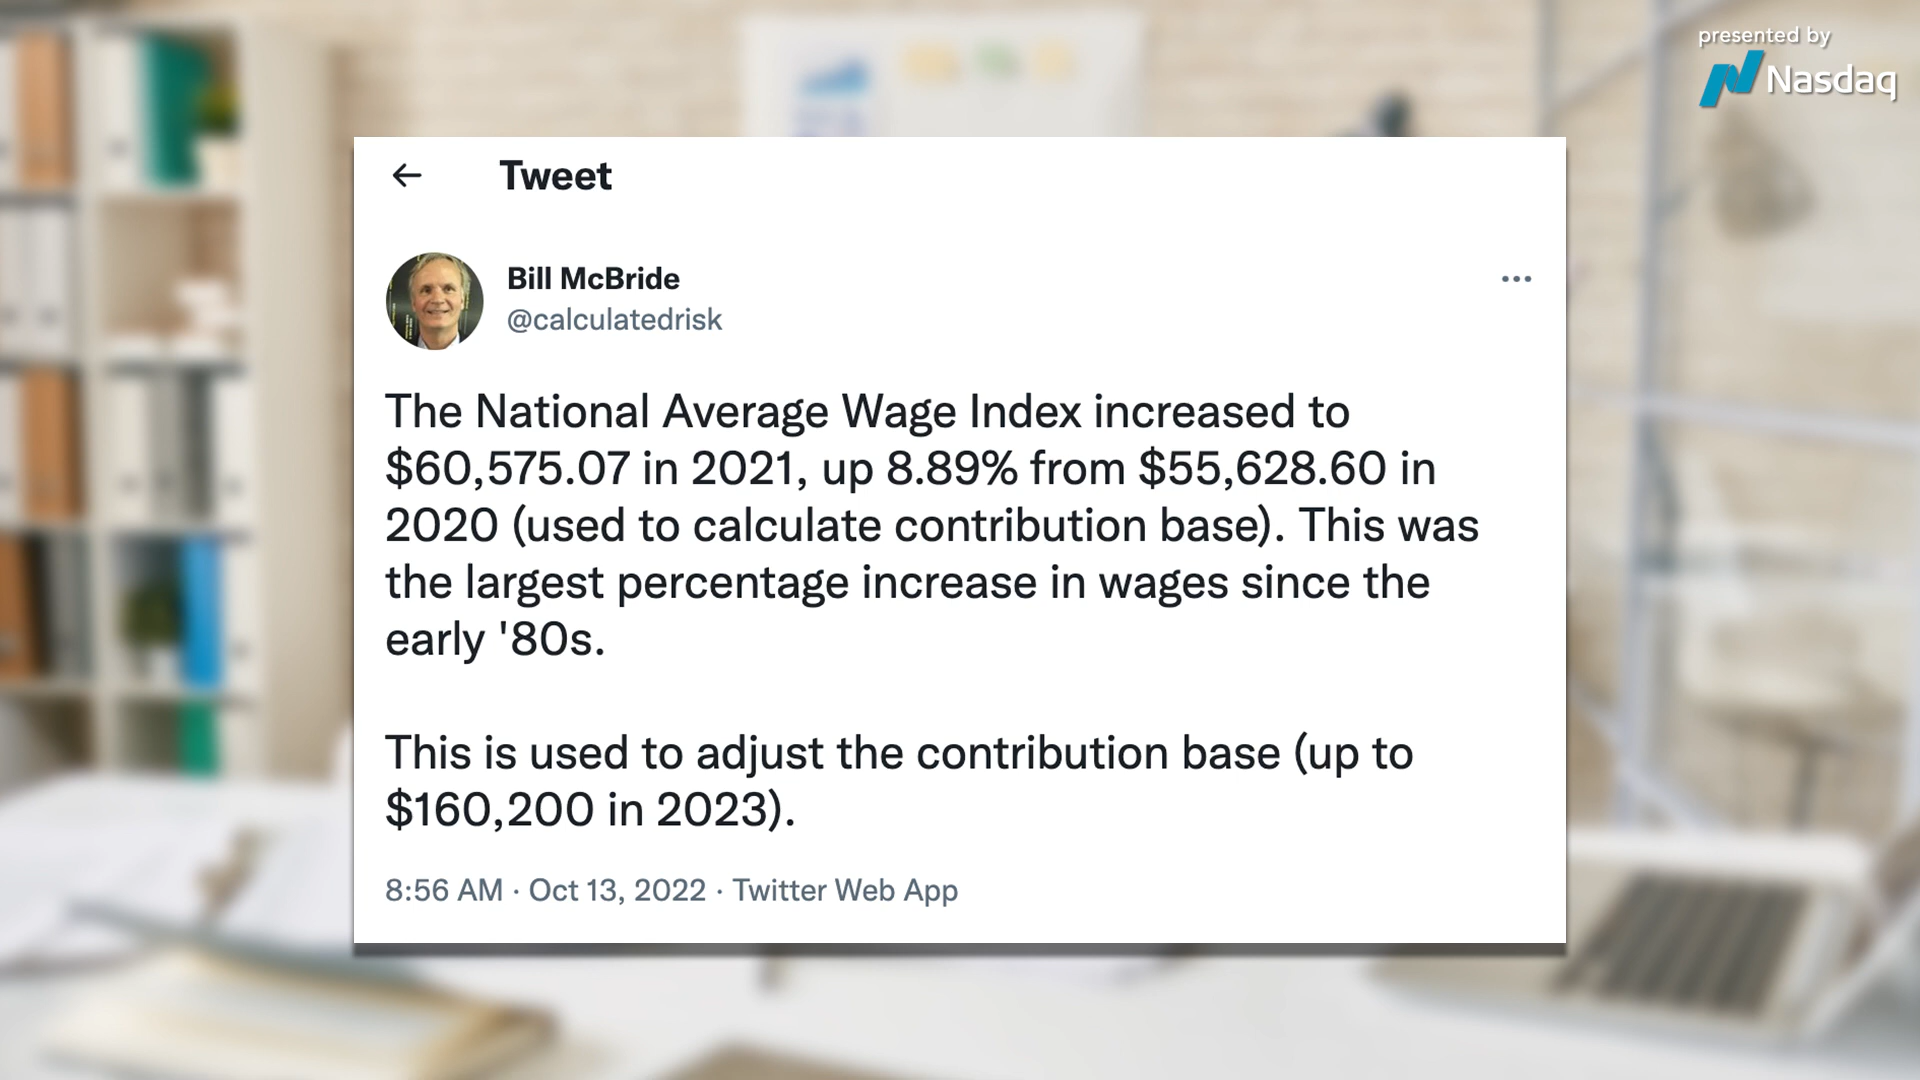 presented by
Nasdaq
← Tweet
Bill McBride
@calculatedrisk
The National Average Wage Index increased to
$60,575.07 in 2021, up 8.89% from $55,628.60 in
2020 (used to calculate contribution base). This was
the largest percentage increase in wages since the
early '80s.
This is used to adjust the contribution base (up to
$160,200 in 2023).
8:56 AM · Oct 13, 2022 · Twitter Web App